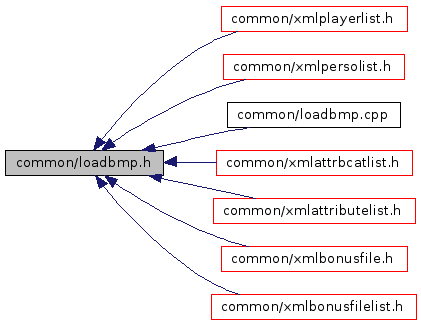 common/xmlplayerlist.h
common/xmlpersolist.h
common/loadbmp.cpp
common/loadbmp.h
common/xmlattrbcatlist.h
common/xmlattributelist.h
common/xmlbonusfile.h
common/xmlbonusfilelist.h